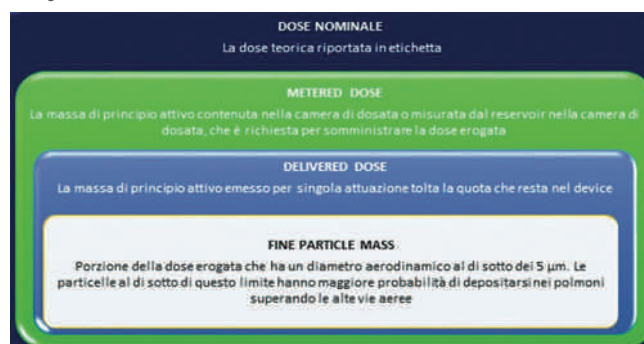 DOSE NOMINALE
La dose teorica riportata in etichetta
METERED DOSE
La massa di principio attivo contenuta nella camera di dosata o misurata dal reservoir nella camera di
dosata, che è richiesta per somministrare la dose erogata
DELIVERED DOSE
La massa di principio attivo emesso per singola attuazione tolta la quota che resta nel device
FINE PARTICLE MASS
Porzione della dose erogata che ha un diametro aerodinamico al di sotto dei 5 µm. Le
particelle al di sotto di questo limite hanno maggiore probabilità di depositarsi nei polmoni
superando le alte vie aeree